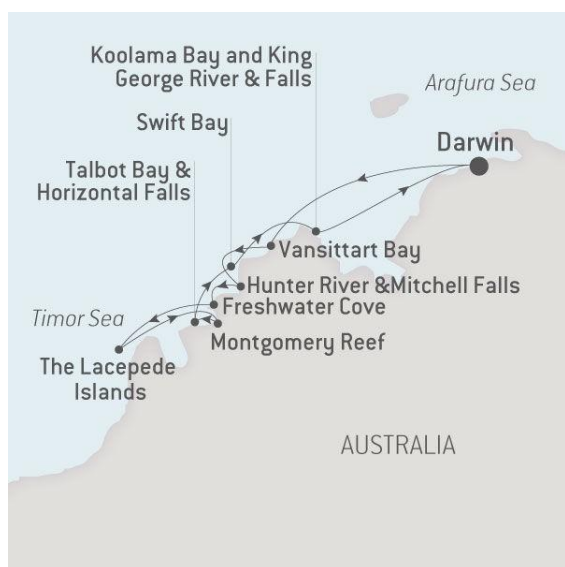 Koolama Bay and King
George River & Falls
Arafura Sea
Swift Bay
Darwin
Talbot Bay &
Horizontal Falls
Vansittart Bay
Hunter River &Mitchell Falls
Freshwater Cove
Timor Sea
Montgomery Reef
The Lacepede
Islands
AUSTRALIA